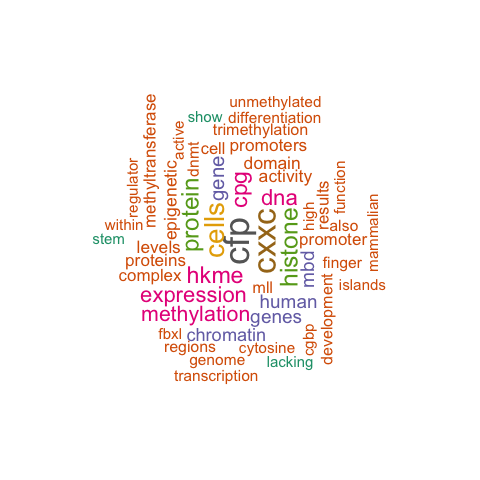 unmethylated
show
differentiation
trimethylation
methyltransferase
active
cell
promoters
dnmt
gene
domain
epigenetic
regulator
protein
cpg
activity
dna
function
results
mammalian
cells
cfp
cxxc
histone
high
also
within
stem
levels
promoter
proteins
mbd
finger
complex
hkme
mll
islands
expression
human
development
methylation
genes
cgbp
fbxl
chromatin
regions
cytosine
genome
lacking
transcription